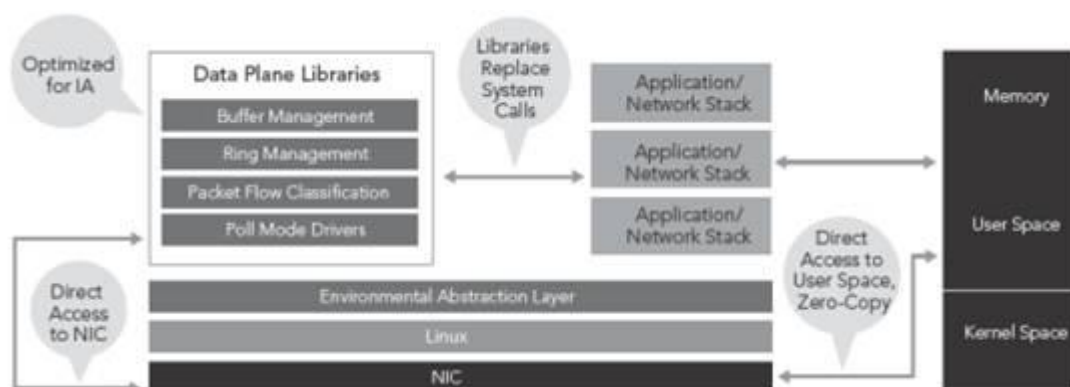 Optimized
for IA
Data Plane Libraries
Buffer Management
Ring Management
Packet Flow Classification
Poll Mode Drivers
Libraries
Replace
System
Calls
Application/
Network Stack
Application/
Network Stack
Application/
Network Stack
Memory
User Space
Kernel Space
Direct
Access to
User Space,
Zero-Copy
Direct
Access
to NIC
Environmental Abstraction Layer
Linux
NIC